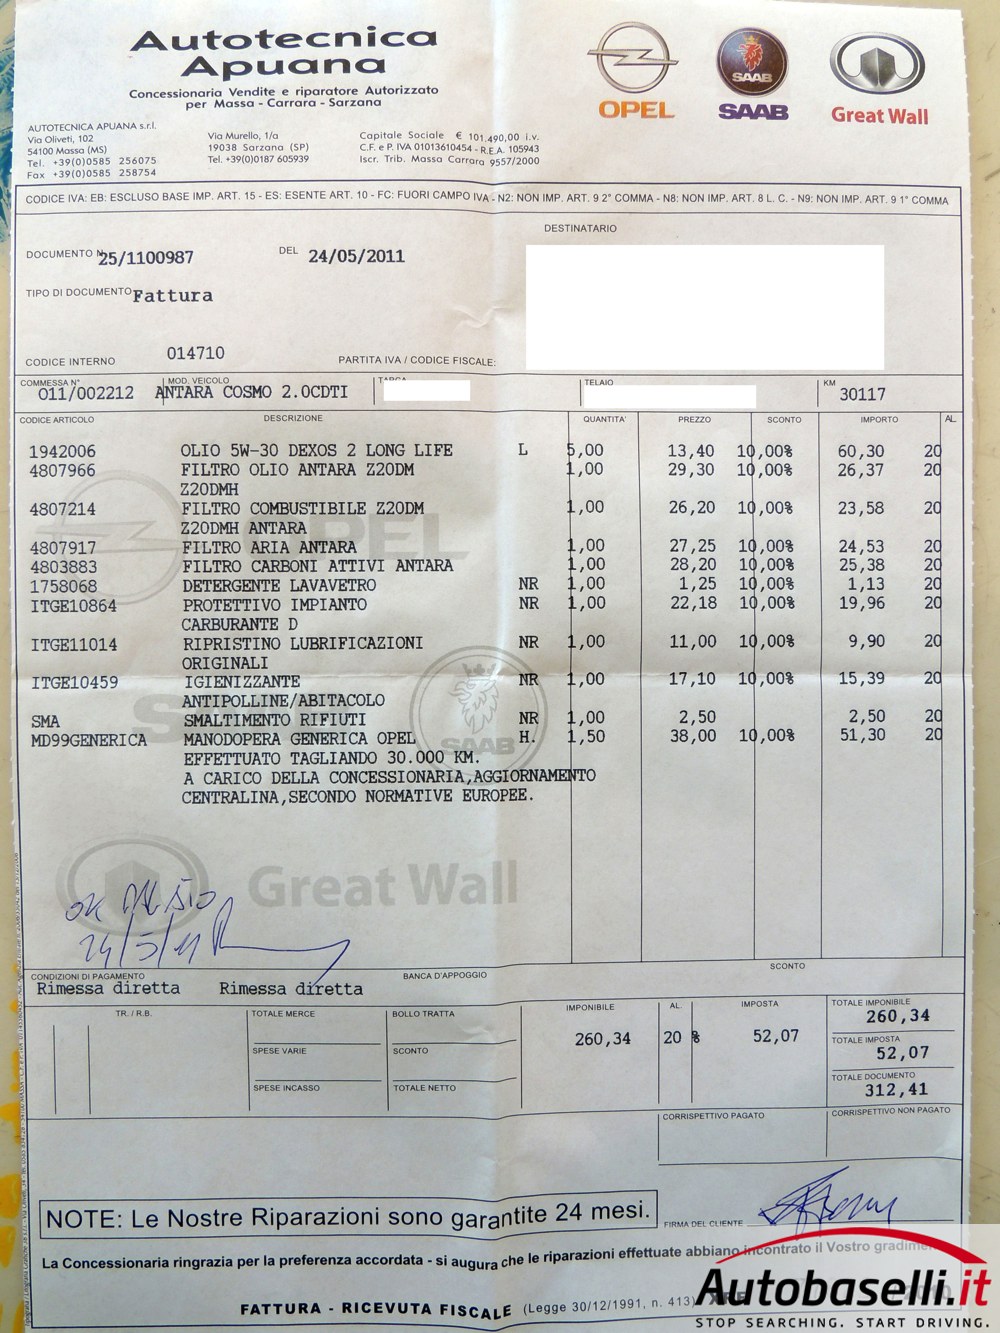 Autotecnica
Apuana
Concessionaria Vendite e riparatore Autorizzato
per Massa - Carrara - Sarzana
OPEL
SAAB
SAAB
Great Wall
AUTOTECNICA APUANA s.r.l.
Via Oliveti, 102
54100 Massa (MS)
Tel. +39(0)0585 256075
Fax +39(0)0585 258754
Via Murello, 1/a
19038 Sarzana (SP)
Tel. +39(0)0187 605939
Capitale Sociale € 101.490,00 i.v.
C.F. e P. IVA 01013610454 - R.E.A. 105943
Iscr. Trib. Massa Carrara 9557/2000
CODICE IVA: EB: ESCLUSO BASE IMP. ART. 15 - ES: ESENTE ART. 10 - FC: FUORI CAMPO IVA - N2: NON IMP. ART. 9 2° COMMA - N8: NON IMP. ART. 8 L. C. - N9: NON IMP. ART. 9 1° COMMA
DESTINATARIO
DOCUMENTO N° 25/1100987 DEL 24/05/2011
TIPO DI DOCUMENTO Fattura
CODICE INTERNO 014710 PARTITA IVA / CODICE FISCALE:
COMMESSA N° MOD. VEICOLO TARGA TELAIO KM
011/002212 ANTARA COSMO 2.0CDTI 30117
CODICE ARTICOLO DESCRIZIONE QUANTITA' PREZZO SCONTO IMPORTO AL.
1942006 OLIO 5W-30 DEXOS 2 LONG LIFE L 5,00 13,40 10,00% 60,30 20
4807966 FILTRO OLIO ANTARA Z20DM 1,00 29,30 10,00% 26,37 20
Z20DMH
4807214 FILTRO COMBUSTIBILE Z20DM 1,00 26,20 10,00% 23,58 20
Z20DMH ANTARA
4807917 FILTRO ARIA ANTARA 1,00 27,25 10,00% 24,53 20
4803883 FILTRO CARBONI ATTIVI ANTARA 1,00 28,20 10,00% 25,38 20
1758068 DETERGENTE LAVAVETRO NR 1,00 1,25 10,00% 1,13 20
ITGE10864 PROTETTIVO IMPIANTO NR 1,00 22,18 10,00% 19,96 20
CARBURANTE D
ITGE11014 RIPRISTINO LUBRIFICAZIONI NR 1,00 11,00 10,00% 9,90 20
ORIGINALI
ITGE10459 IGIENIZZANTE NR 1,00 17,10 10,00% 15,39 20
ANTIPOLLINE/ABITACOLO
SMA SMALTIMENTO RIFIUTI NR 1,00 2,50 2,50 20
MD99GENERICA MANODOPERA GENERICA OPEL H. 1,50 38,00 10,00% 51,30 20
EFFETTUATO TAGLIANDO 30.000 KM.
A CARICO DELLA CONCESSIONARIA,AGGIORNAMENTO
CENTRALINA,SECONDO NORMATIVE EUROPEE.
OPEL
SAAB
SAAB
Great Wall
24/5/11
SCONTO
CONDIZIONI DI PAGAMENTO BANCA D'APPOGGIO
Rimessa diretta Rimessa diretta
TR. / R.B. TOTALE MERCE BOLLO TRATTA IMPONIBILE AL. IMPOSTA TOTALE IMPONIBILE
260,34
260,34 20 % 52,07
SPESE VARIE SCONTO TOTALE IMPOSTA
52,07
SPESE INCASSO TOTALE NETTO TOTALE DOCUMENTO
312,41
CORRISPETTIVO PAGATO CORRISPETTIVO NON PAGATO
NOTE: Le Nostre Riparazioni sono garantite 24 mesi.
FIRMA DEL CLIENTE
La Concessionaria ringrazia per la preferenza accordata - si augura che le riparazioni effettuate abbiano incontrato il Vostro
FATTURA - RICEVUTA FISCALE (Legge 30/12/1991, n. 413)
Autobaselli.it
STOP SEARCHING. START DRIVING.